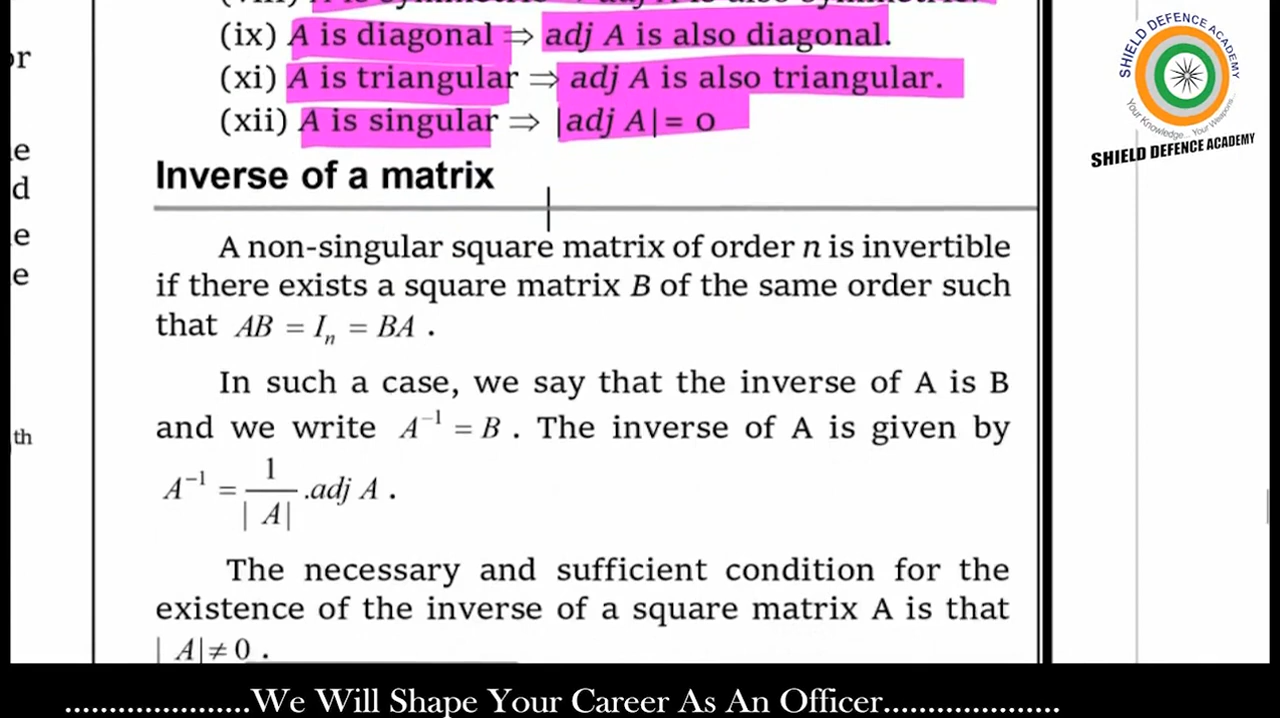 (ix) A is diagonal ⇒ adj A is also diagonal.
(xi) A is triangular ⇒ adj A is also triangular.
(xii) A is singular ⇒ |adj A| = 0
Inverse of a matrix
A non-singular square matrix of order n is invertible
if there exists a square matrix B of the same order such
that AB = Iₙ = BA .
In such a case, we say that the inverse of A is B
and we write A⁻¹ = B . The inverse of A is given by
A⁻¹ = 1/|A| .adj A .
The necessary and sufficient condition for the
existence of the inverse of a square matrix A is that
| A| ≠ 0 .
or
e
d
e
e
th
SHIELD DEFENCE ACADEMY
Your Knowledge... Your Weapons...
SHIELD DEFENCE ACADEMY
....................We Will Shape Your Career As An Officer...................